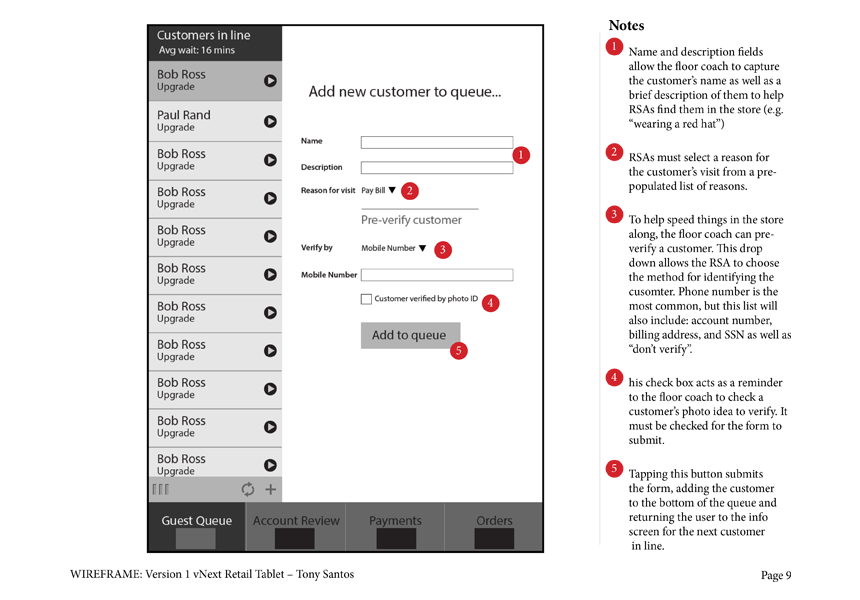 Customers in line
Avg wait: 16 mins
Bob Ross
Upgrade
Paul Rand
Upgrade
Bob Ross
Upgrade
Bob Ross
Upgrade
Bob Ross
Upgrade
Bob Ross
Upgrade
Bob Ross
Upgrade
Bob Ross
Upgrade
Bob Ross
Upgrade
Bob Ross
Upgrade
Bob Ross
Upgrade
Add new customer to queue...
Name
1
Description
Reason for visit Pay Bill 2
Pre-verify customer
Verify by Mobile Number 3
Mobile Number
Customer verified by photo ID 4
Add to queue
5
Guest Queue Account Review Payments Orders
Notes
1 Name and description fields
allow the floor coach to capture
the customer's name as well as a
brief description of them to help
RSAs find them in the store (e.g.
"wearing a red hat")
2 RSAs must select a reason for
the customer's visit from a pre-
populated list of reasons.
3 To help speed things in the store
along, the floor coach can pre-
verify a customer. This drop
down allows the RSA to choose
the method for identifying the
cusomter. Phone number is the
most common, but this list will
also include: account number,
billing address, and SSN as well as
"don't verify".
4 his check box acts as a reminder
to the floor coach to check a
customer's photo idea to verify. It
must be checked for the form to
submit.
5 Tapping this button submits
the form, adding the customer
to the bottom of the queue and
returning the user to the info
screen for the next customer
in line.
WIREFRAME: Version 1 vNext Retail Tablet – Tony Santos
Page 9